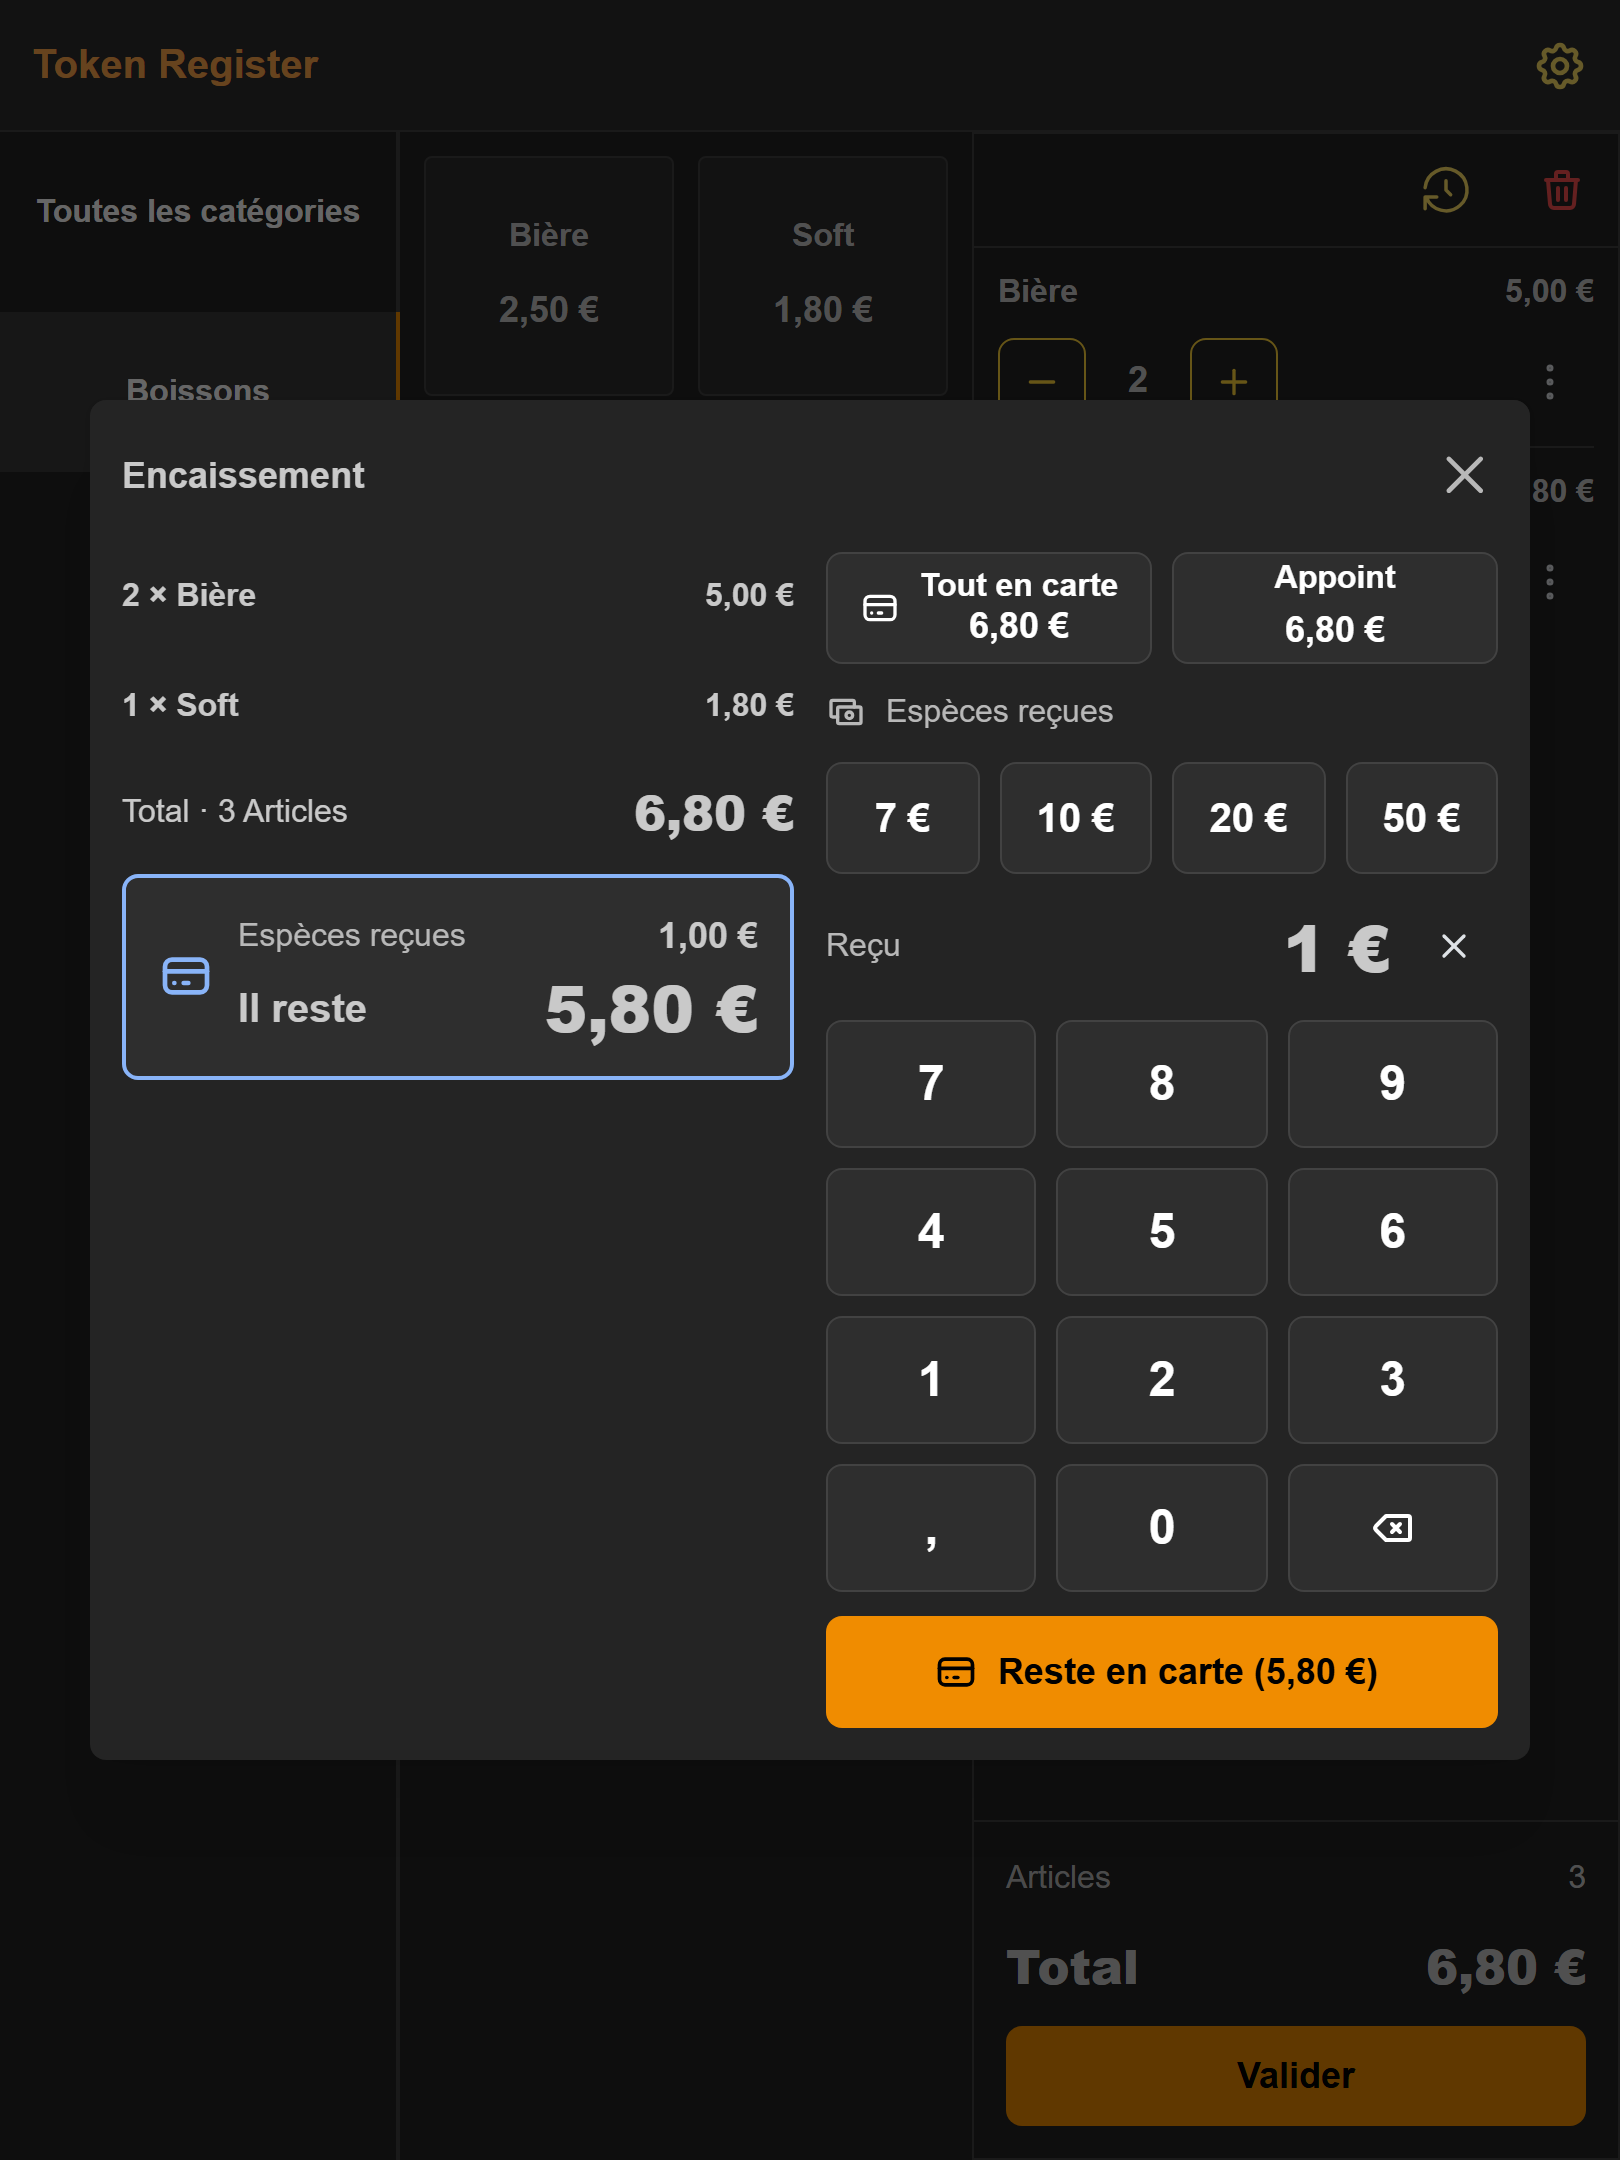 Token Register
Toutes les catégories
Boissons
Bière
2,50 €
Soft
1,80 €
Bière 5,00 €
2
80 €
Encaissement
2 × Bière 5,00 €
1 × Soft 1,80 €
Total · 3 Articles 6,80 €
Espèces reçues 1,00 €
Il reste 5,80 €
Tout en carte
6,80 €
Appoint
6,80 €
Espèces reçues
7 € 10 € 20 € 50 €
Reçu 1 €
7 8 9
4 5 6
1 2 3
, 0
Reste en carte (5,80 €)
Articles 3
Total 6,80 €
Valider